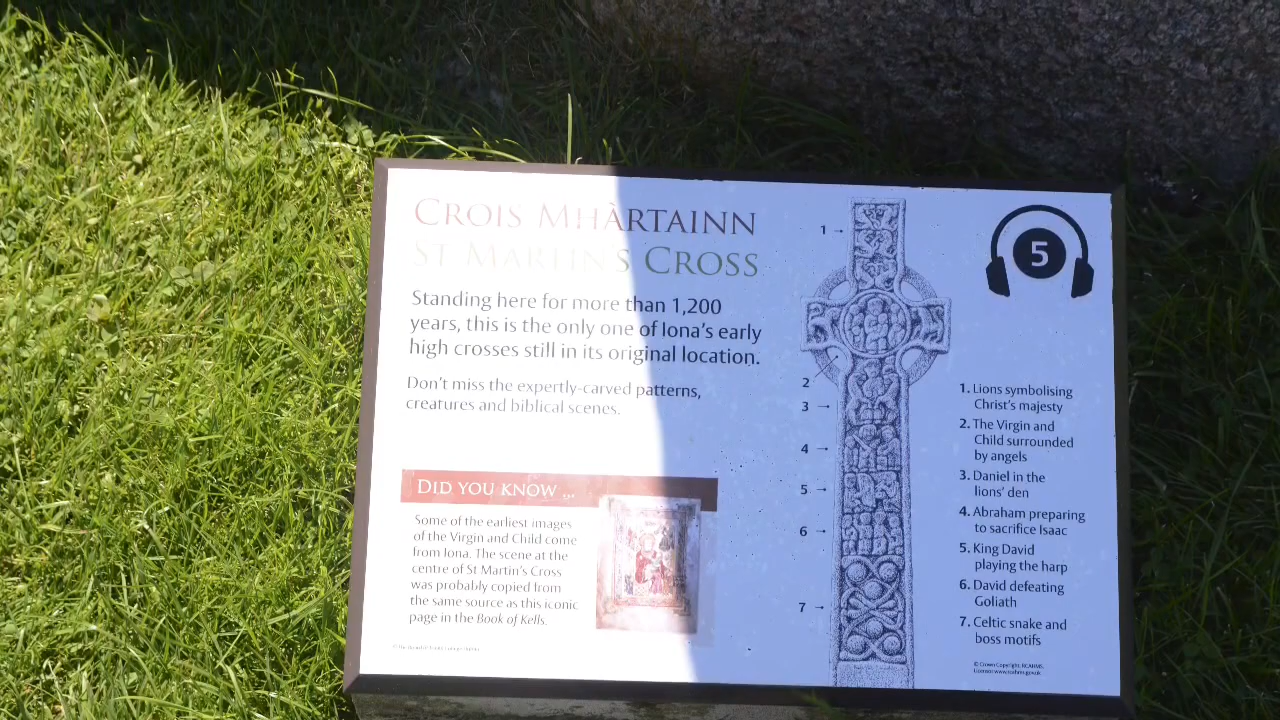 CROIS MHÀRTAINN
ST MARTIN'S CROSS
Standing here for more than 1,200
years, this is the only one of Iona's early
high crosses still in its original location.
Don't miss the expertly-carved patterns,
creatures and biblical scenes.
DID YOU KNOW ...
Some of the earliest images
of the Virgin and Child come
from Iona. The scene at the
centre of St Martin's Cross
was probably copied from
the same source as this iconic
page in the Book of Kells.
1
2
3
4
5
6
7
5
1. Lions symbolising
Christ's majesty
2. The Virgin and
Child surrounded
by angels
3. Daniel in the
lions' den
4. Abraham preparing
to sacrifice Isaac
5. King David
playing the harp
6. David defeating
Goliath
7. Celtic snake and
boss motifs
© Crown Copyright: RCAHMS.